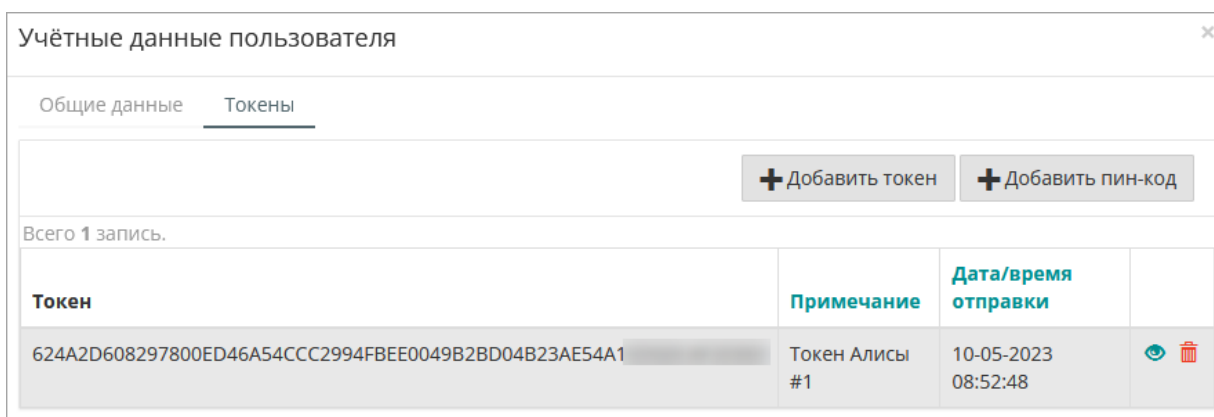 Учётные данные пользователя
Общие данные Токены
Добавить токен Добавить пин-код
Всего 1 запись.
Токен Примечание Дата/время отправки
624A2D608297800ED46A54CCC2994FBEE0049B2BD04B23AE54A1 Токен Алисы #1 10-05-2023 08:52:48